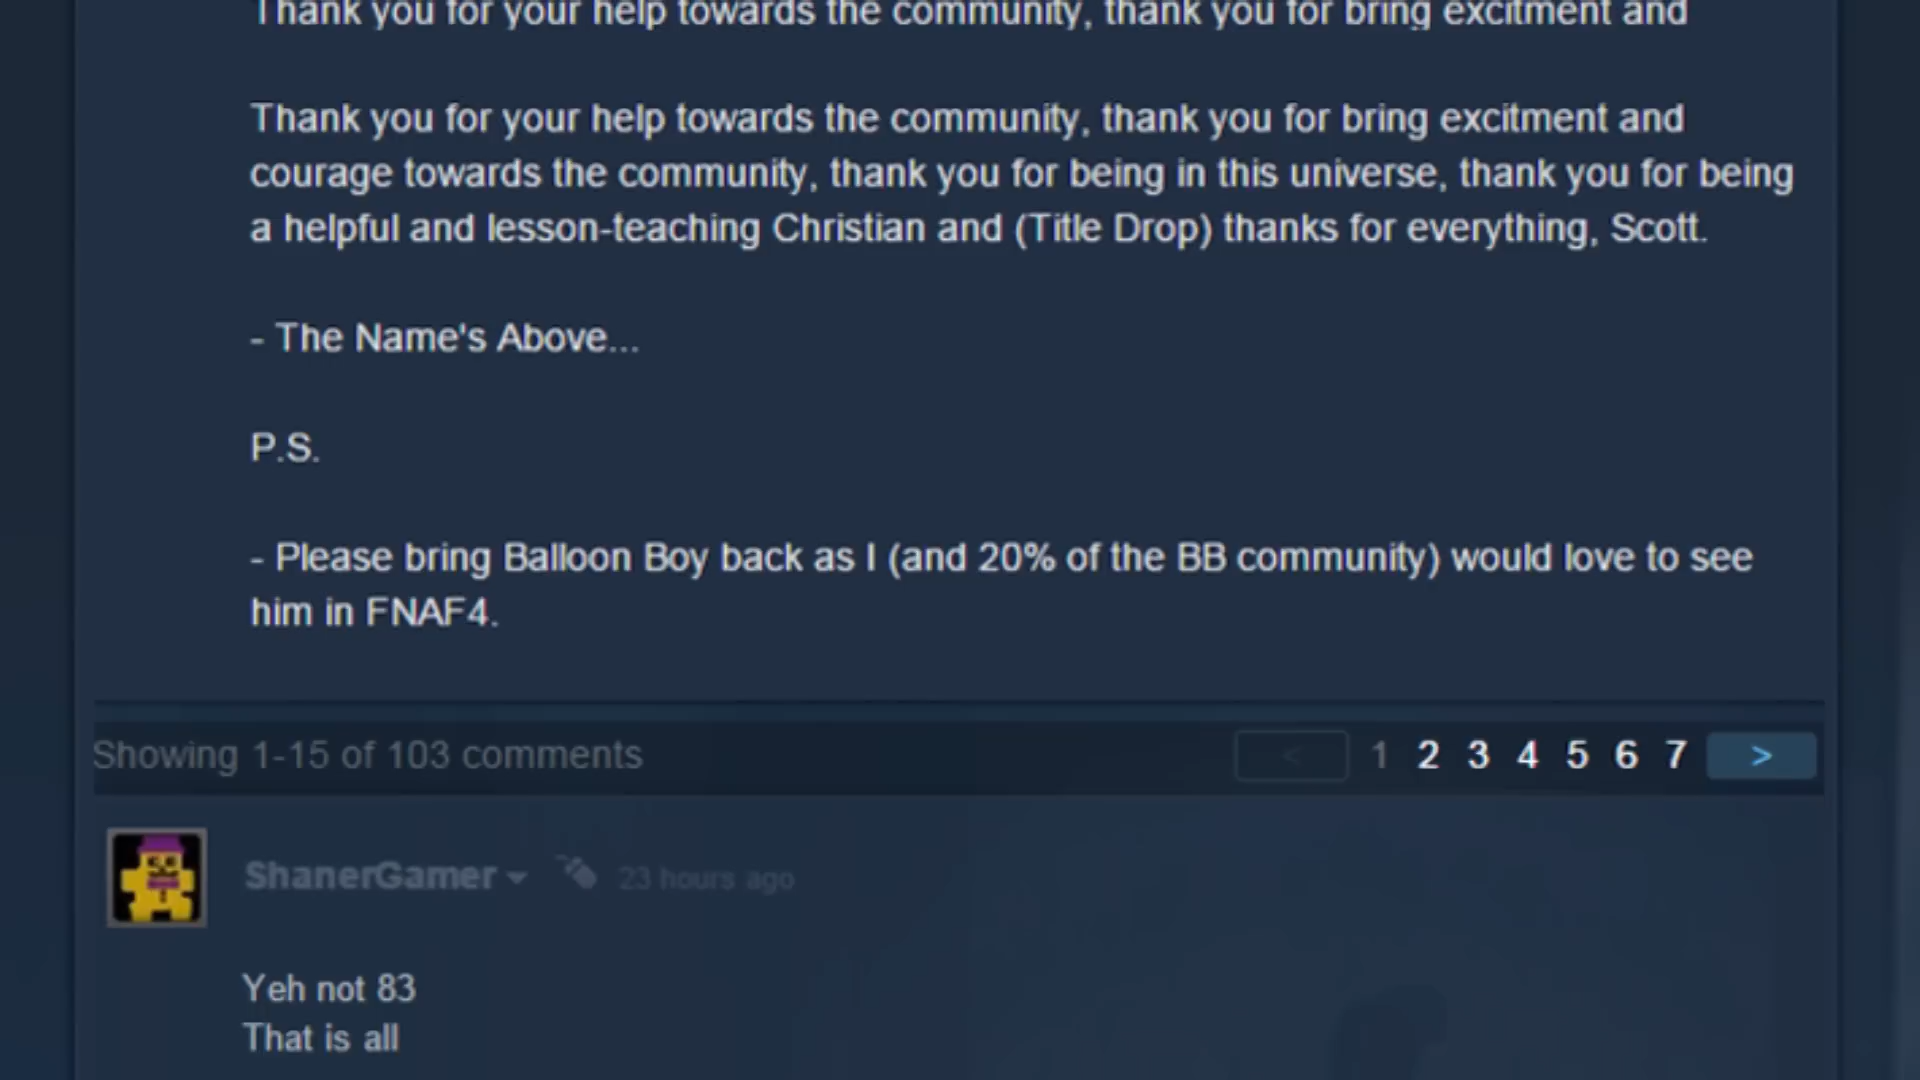 Thank you for your help towards the community, thank you for bring excitment and
Thank you for your help towards the community, thank you for bring excitment and
courage towards the community, thank you for being in this universe, thank you for being
a helpful and lesson-teaching Christian and (Title Drop) thanks for everything, Scott.
- The Name's Above...
P.S.
- Please bring Balloon Boy back as I (and 20% of the BB community) would love to see
him in FNAF4.
Showing 1-15 of 103 comments
< 1 2 3 4 5 6 7 >
ShanerGamer 23 hours ago
Yeh not 83
That is all